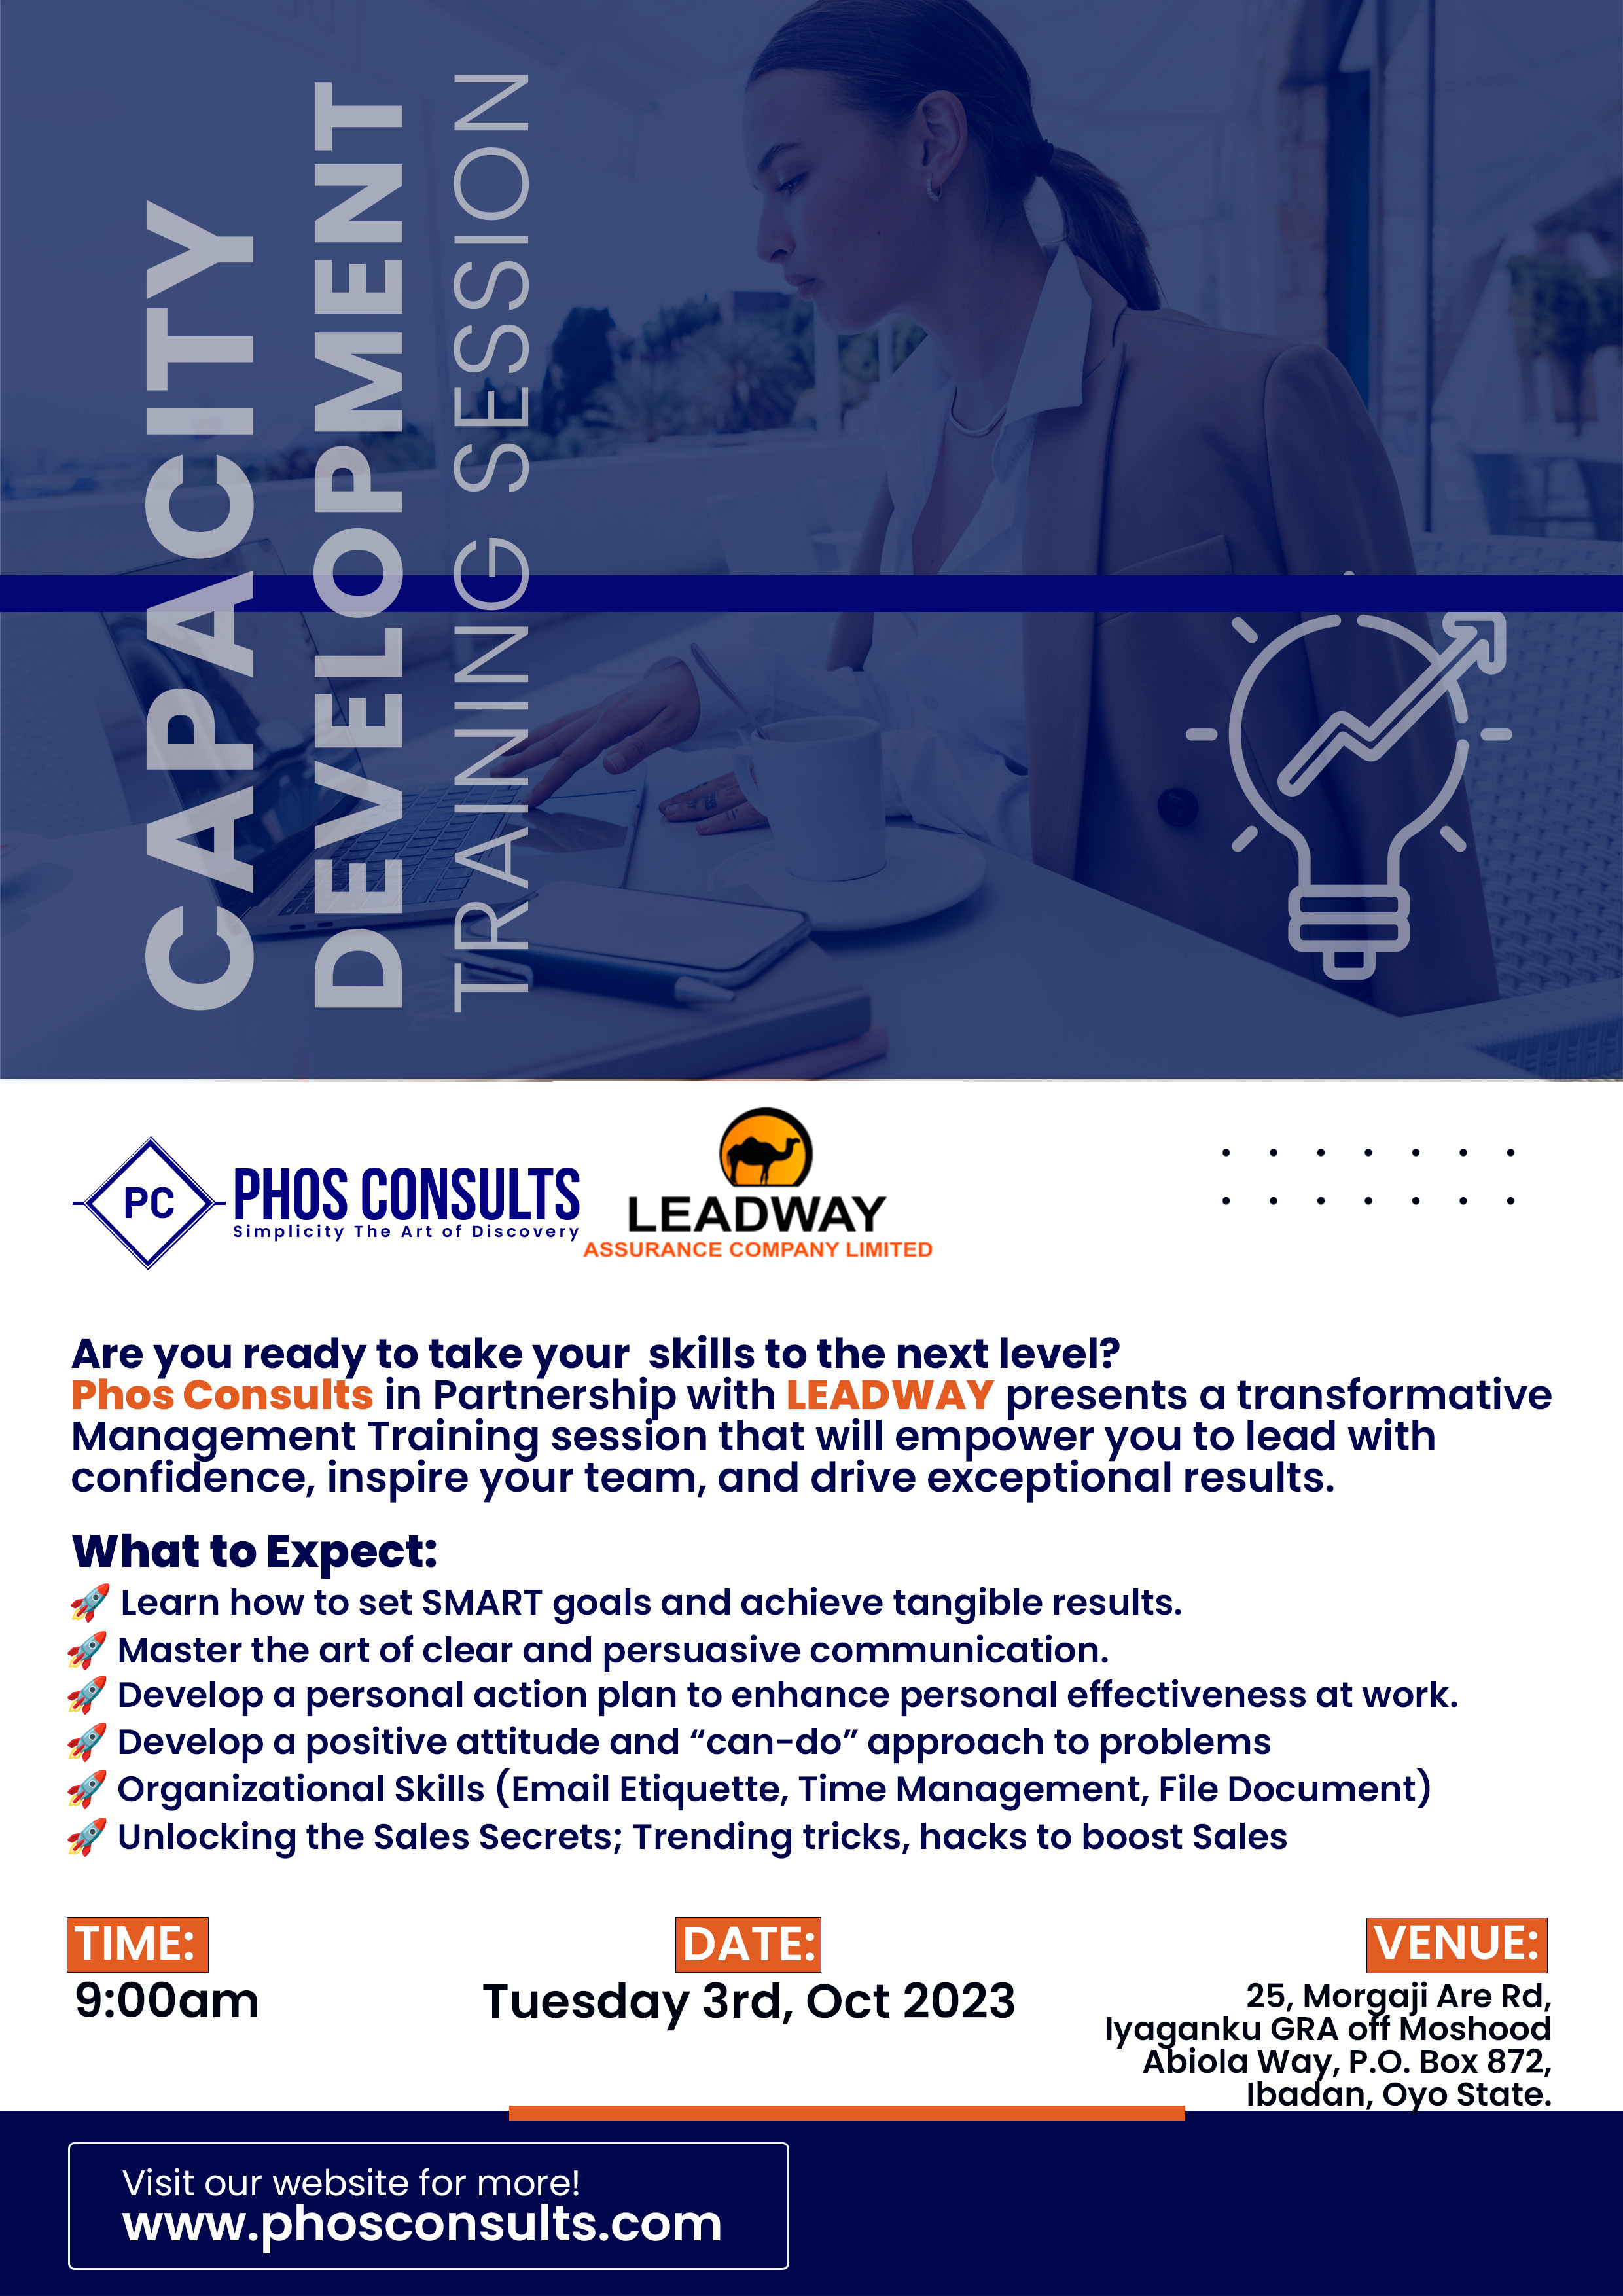 CAPACITY
DEVELOPMENT
TRAINING SESSION
PC
PHOS CONSULTS
Simplicity The Art of Discovery
LEADWAY
ASSURANCE COMPANY LIMITED
Are you ready to take your skills to the next level?
Phos Consults in Partnership with LEADWAY presents a transformative
Management Training session that will empower you to lead with
confidence, inspire your team, and drive exceptional results.
What to Expect:
🚀 Learn how to set SMART goals and achieve tangible results.
🚀 Master the art of clear and persuasive communication.
🚀 Develop a personal action plan to enhance personal effectiveness at work.
🚀 Develop a positive attitude and “can-do” approach to problems
🚀 Organizational Skills (Email Etiquette, Time Management, File Document)
🚀 Unlocking the Sales Secrets; Trending tricks, hacks to boost Sales
TIME:
9:00am
DATE:
Tuesday 3rd, Oct 2023
VENUE:
25, Morgaji Are Rd,
Iyaganku GRA off Moshood
Abiola Way, P.O. Box 872,
Ibadan, Oyo State.
Visit our website for more!
www.phosconsults.com